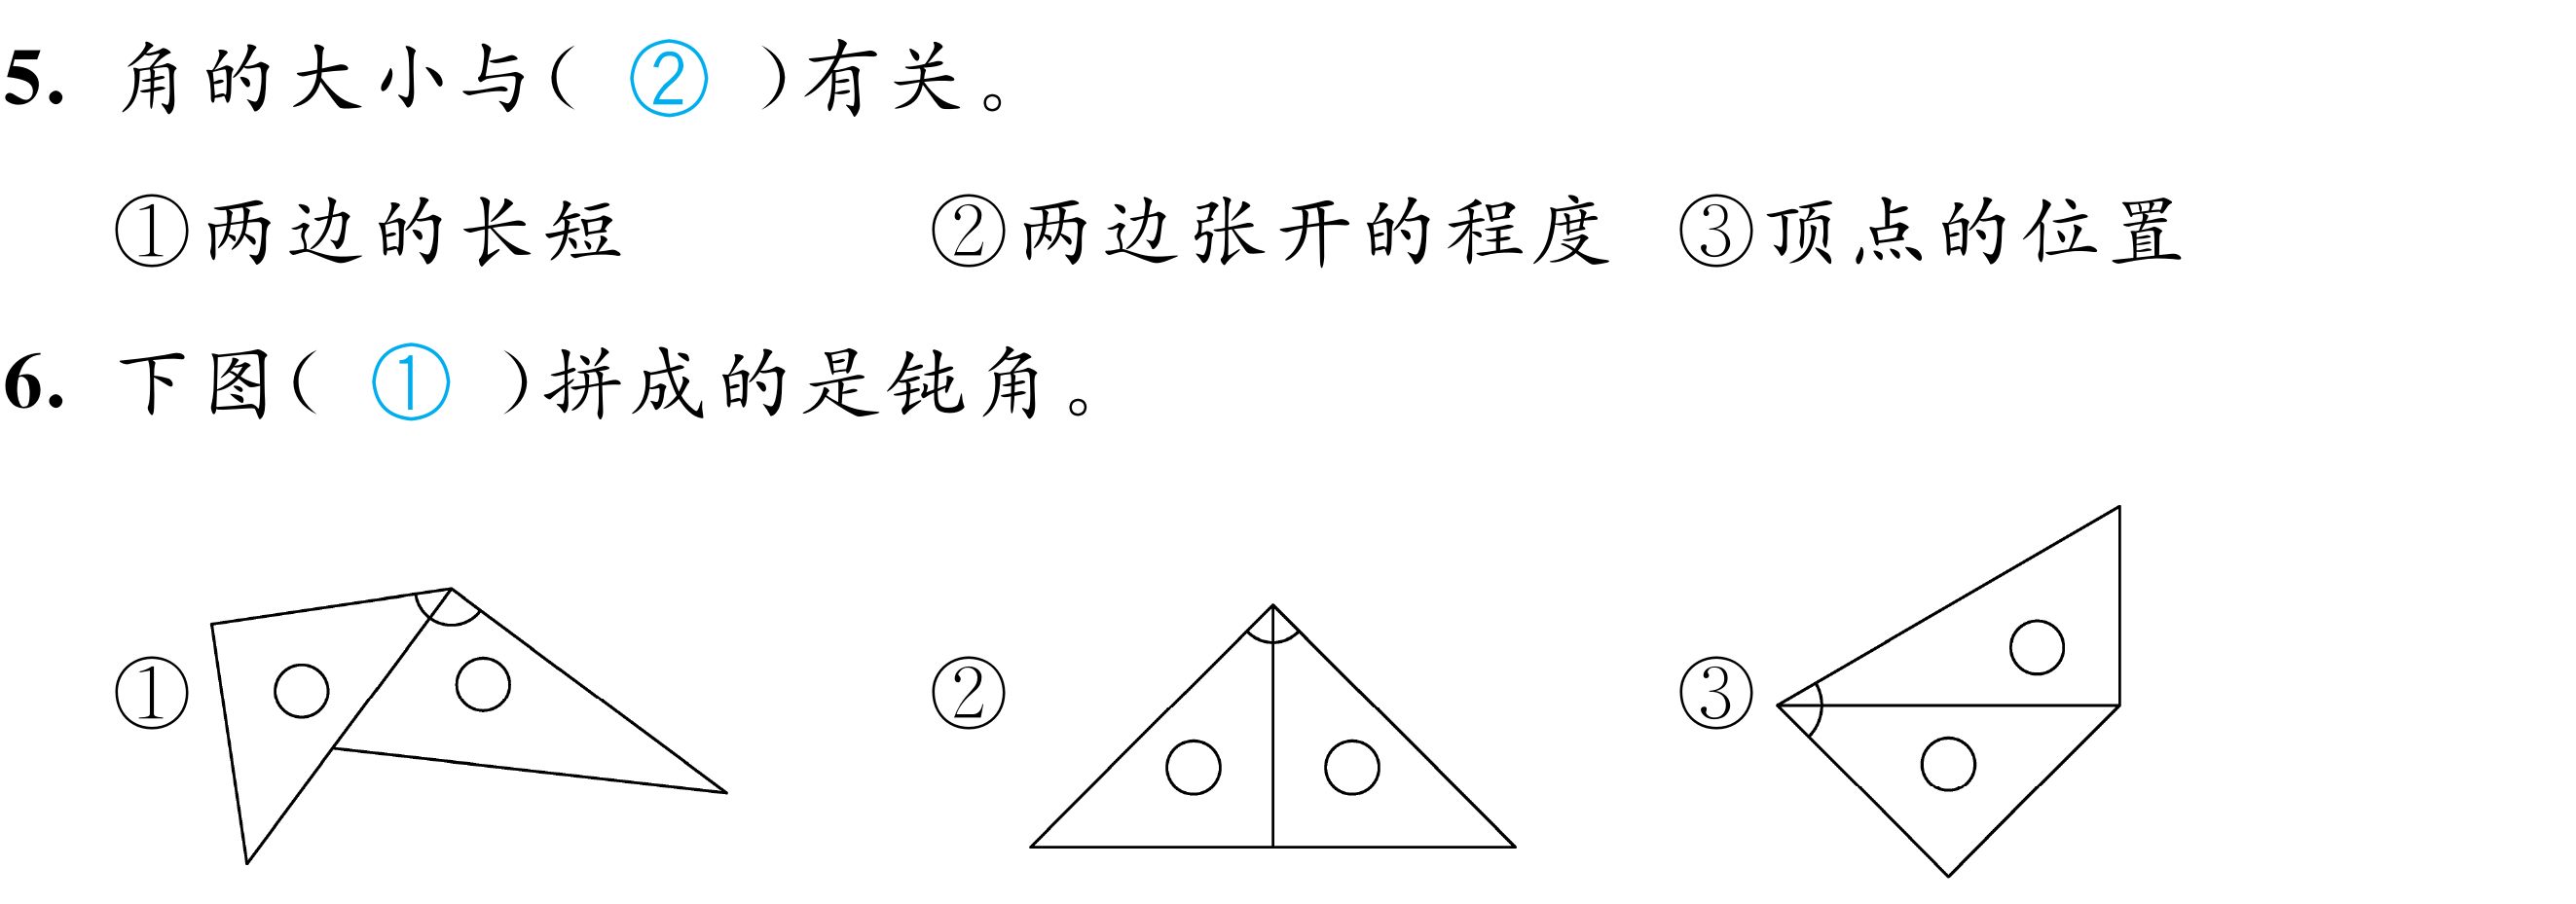 5. 角的大小与( ② )有关。
①两边的长短 ②两边张开的程度 ③顶点的位置
6. 下图( ① )拼成的是钝角。
① ② ③